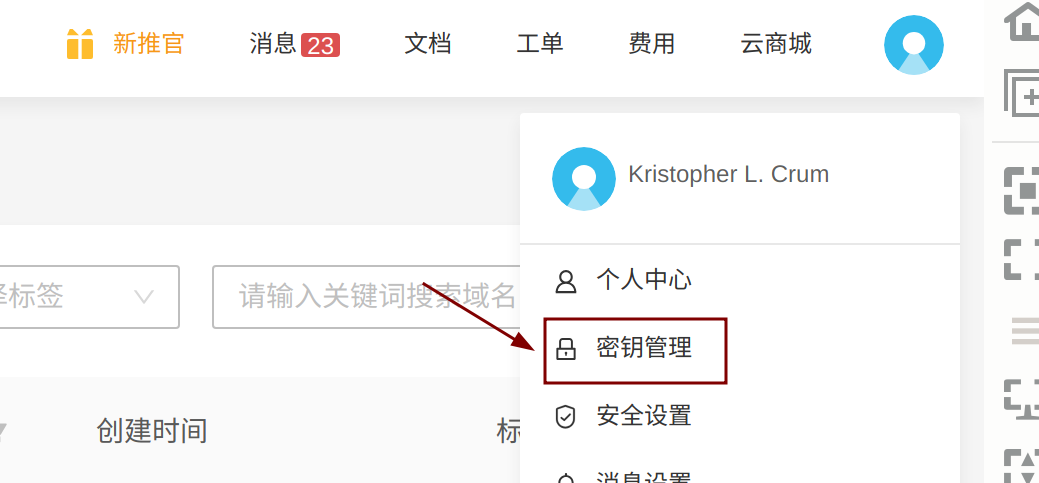 新推官 消息 23 文档 工单 费用 云商城
Kristopher L. Crum
个人中心
择标签 请输入关键词搜索域名
密钥管理
安全设置
创建时间 标
消息设置